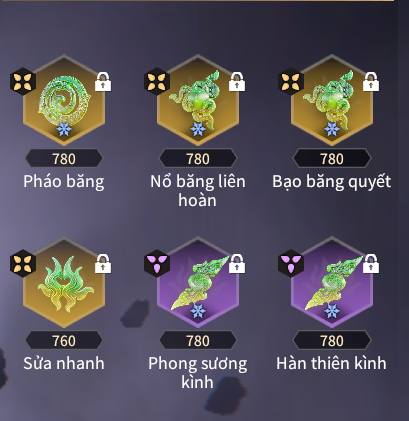 780 780 780
Pháo băng Nổ băng liên Bạo băng quyết
hoàn
760 780 780
Sửa nhanh Phong sương Hàn thiên kình
kình